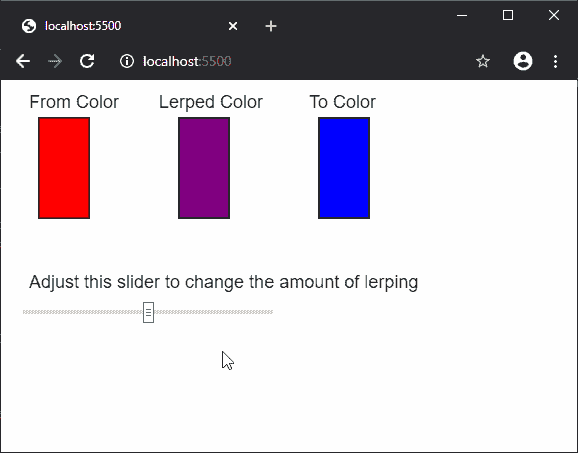 localhost:5500
localhost:5500
From Color
Lerped Color
To Color
Adjust this slider to change the amount of lerping